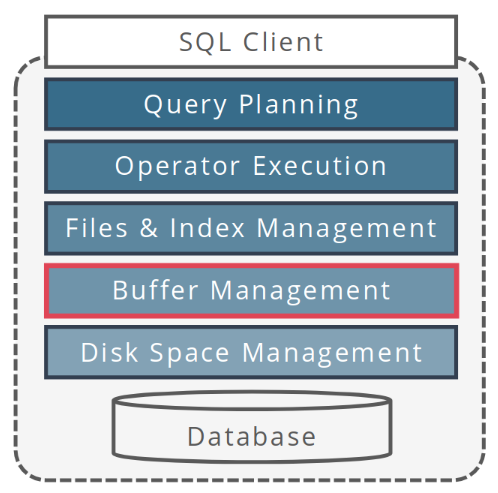 SQL Client
Query Planning
Operator Execution
Files & Index Management
Buffer Management
Disk Space Management
Database